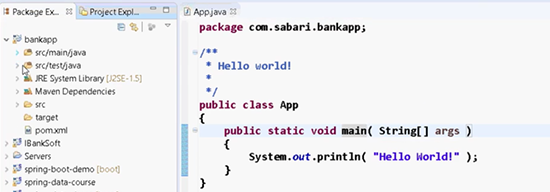 Package Ex...
Project Expl...
bankapp
src/main/java
src/test/java
JRE System Library [J2SE-1.5]
Maven Dependencies
src
target
pom.xml
IBankSoft
Servers
spring-boot-demo [boot]
spring-data-course
App.java
package com.sabari.bankapp;
/**
* Hello world!
*
*/
public class App
{
public static void main( String[] args )
{
System.out.println( "Hello World!" );
}
}